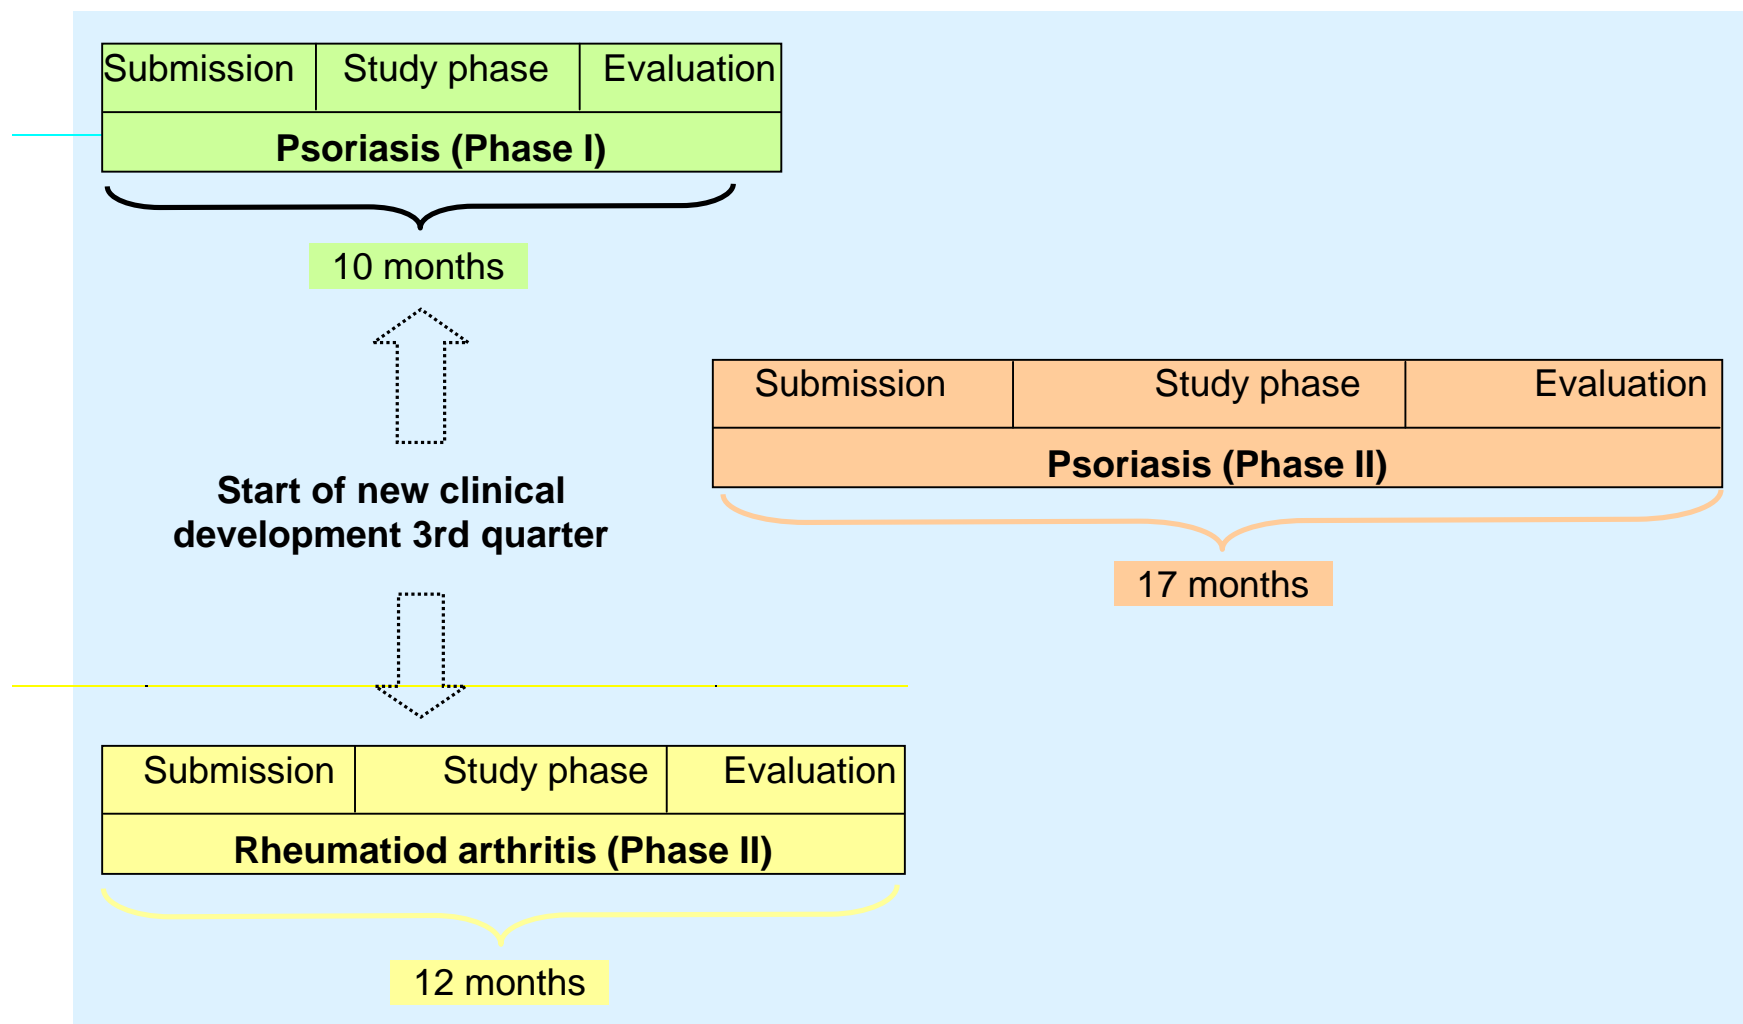 Submission Study phase Evaluation
Psoriasis (Phase I)
10 months
Submission Study phase Evaluation
Psoriasis (Phase II)
17 months
Start of new clinical
development 3rd quarter
Submission Study phase Evaluation
Rheumatiod arthritis (Phase II)
12 months